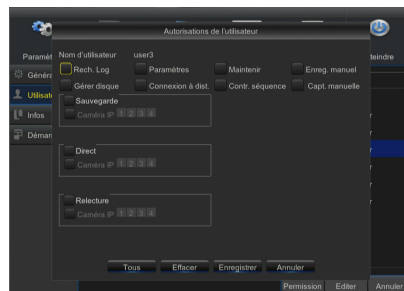 Autorisations de l'utilisateur
Paramèt
teindre
Nom d'utilisateur user3
Rech. Log Paramètres Maintenir Enreg. manuel
Généra
Gérer disque Connexion à dist. Contr. séquence Capt. manuelle
Utilisate
Sauvegarde
Infos
Caméra IP 1 2 3 4
r
Démar
r
Direct
r
Caméra IP 1 2 3 4
r
r
r
Relecture
r
Caméra IP 1 2 3 4
Tous Effacer Enregistrer Annuler
Permission Editer Annuler